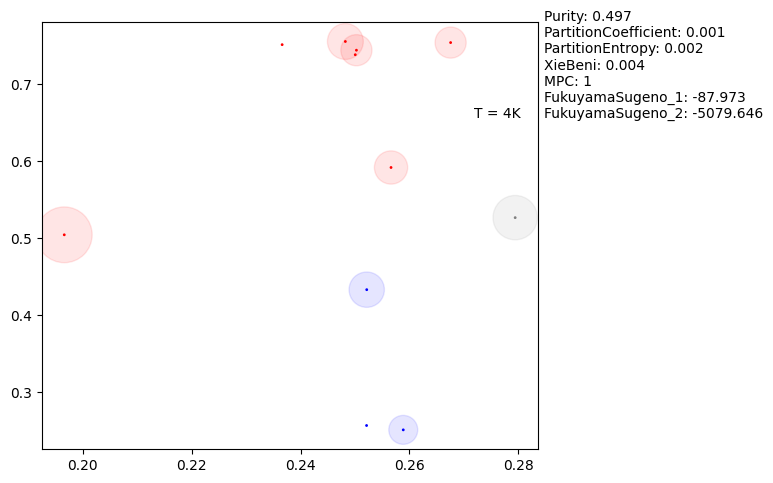 Purity: 0.497
PartitionCoefficient: 0.001
PartitionEntropy: 0.002
XieBeni: 0.004
MPC: 1
FukuyamaSugeno_1: -87.973
FukuyamaSugeno_2: -5079.646
T = 4K
0.7
0.6
0.5
0.4
0.3
0.20 0.22 0.24 0.26 0.28